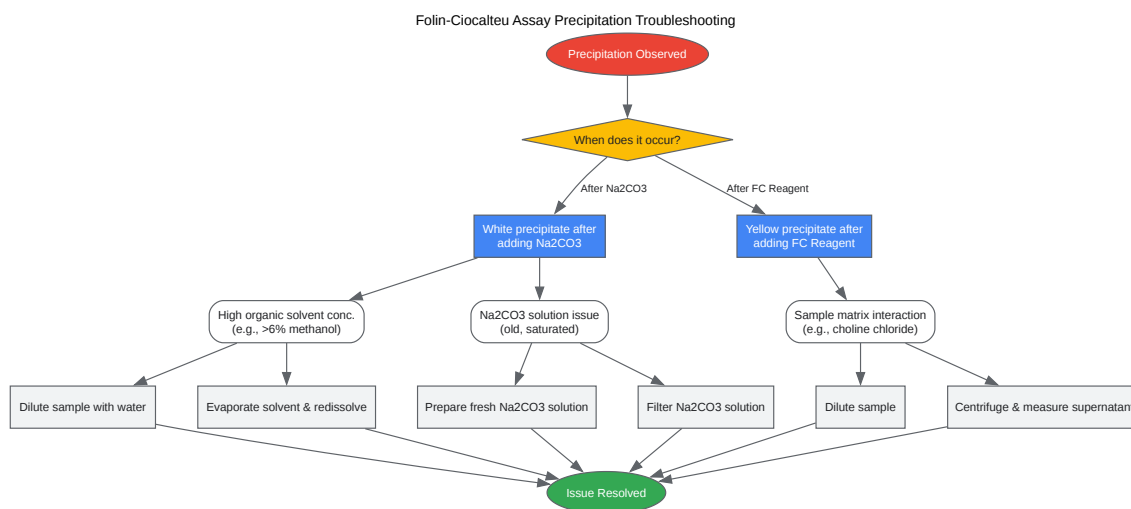 Folin-Ciocalteu Assay Precipitation Troubleshooting
Precipitation Observed
When does it occur?
After Na2CO3
After FC Reagent
White precipitate after
adding Na2CO3
Yellow precipitate after
adding FC Reagent
High organic solvent conc.
(e.g., >6% methanol)
Na2CO3 solution issue
(old, saturated)
Sample matrix interaction
(e.g., choline chloride)
Dilute sample with water
Evaporate solvent & redissolve
Prepare fresh Na2CO3 solution
Filter Na2CO3 solution
Dilute sample
Centrifuge & measure supernatant
Issue Resolved